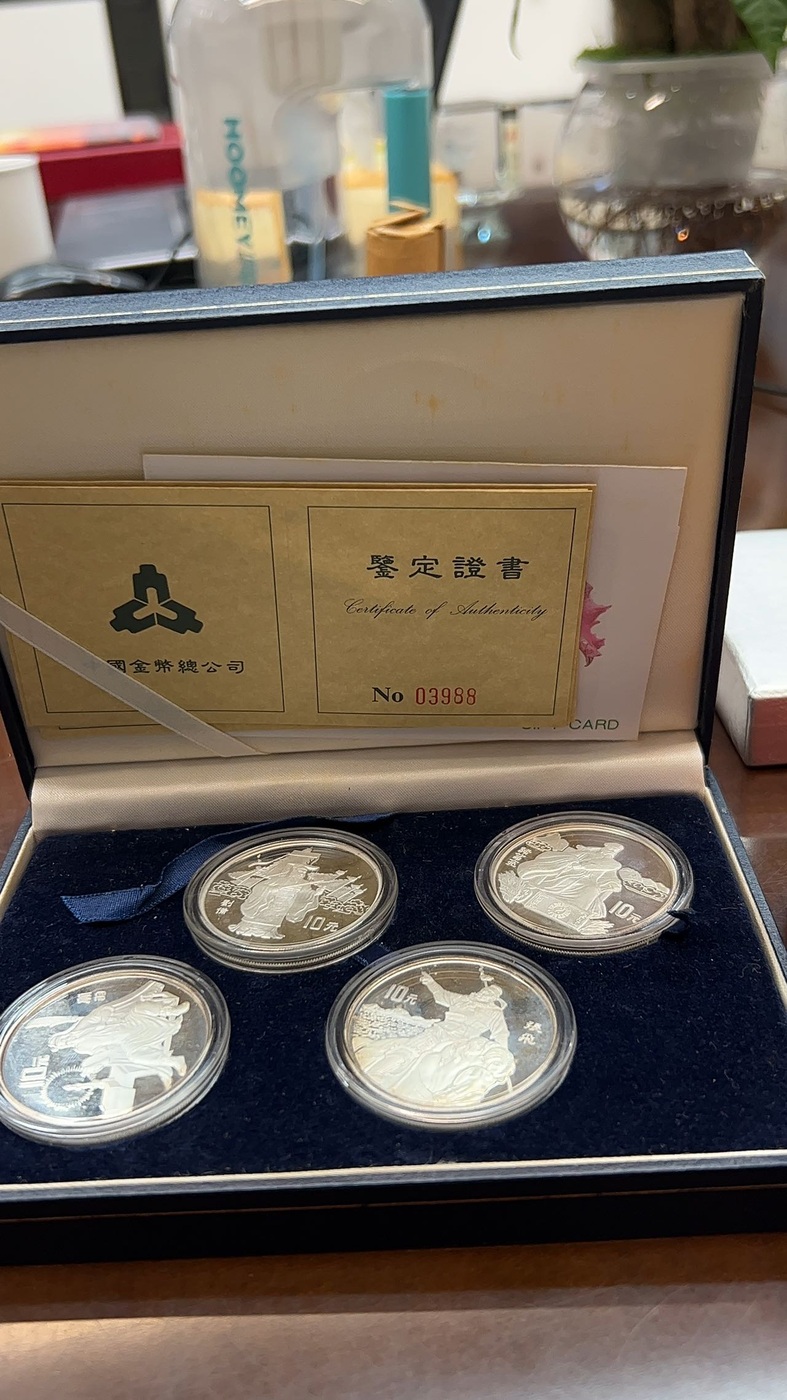 HOOMEY
國金幣總公司
鑒定證書
Certificate of Authenticity
No 03988
CARD
劉備
10元
10元
10元
10元
張飛